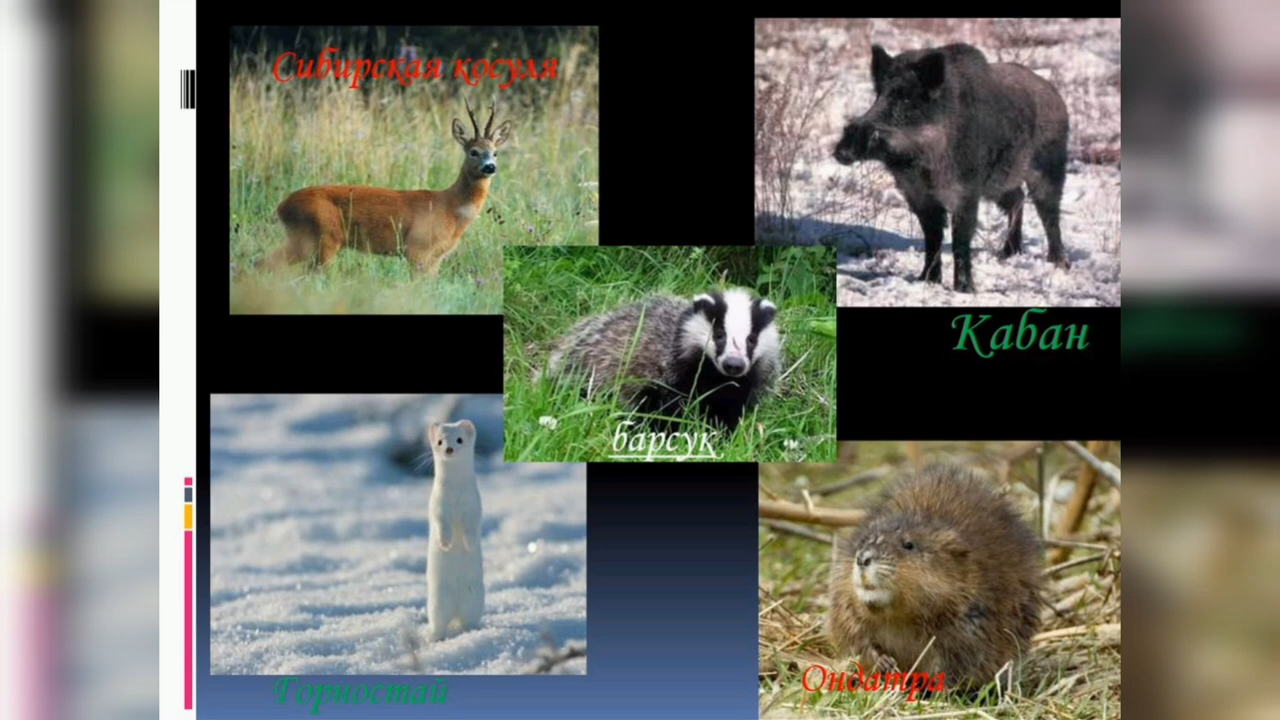 Сибирская косуля
Кабан
барсук
Горностай
Ондатра